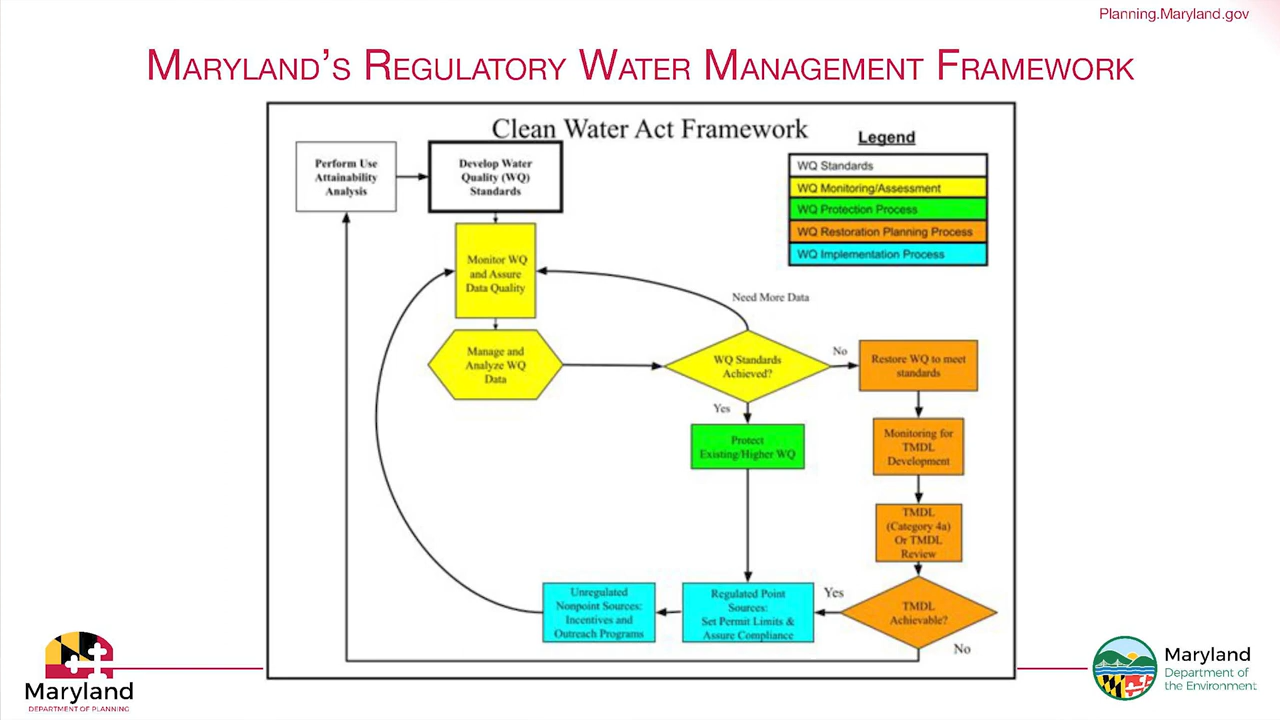 Planning.Maryland.gov
MARYLAND'S REGULATORY WATER MANAGEMENT FRAMEWORK
Clean Water Act Framework
Legend
WQ Standards
WQ Monitoring/Assessment
WQ Protection Process
WQ Restoration Planning Process
WQ Implementation Process
Perform Use
Attainability
Analysis
Develop Water
Quality (WQ)
Standards
Monitor WQ
and Assure
Data Quality
Need More Data
Manage and
Analyze WQ
Data
WQ Standards
Achieved?
No
Restore WQ to meet
standards
Yes
Protect
Existing/Higher WQ
Monitoring for
TMDL
Development
TMDL
(Category 4a)
Or TMDL
Review
TMDL
Achievable?
Yes
No
Regulated Point
Sources:
Set Permit Limits &
Assure Compliance
Unregulated
Nonpoint Sources:
Incentives and
Outreach Programs
Maryland
DEPARTMENT OF PLANNING
Maryland
Department of
the Environment